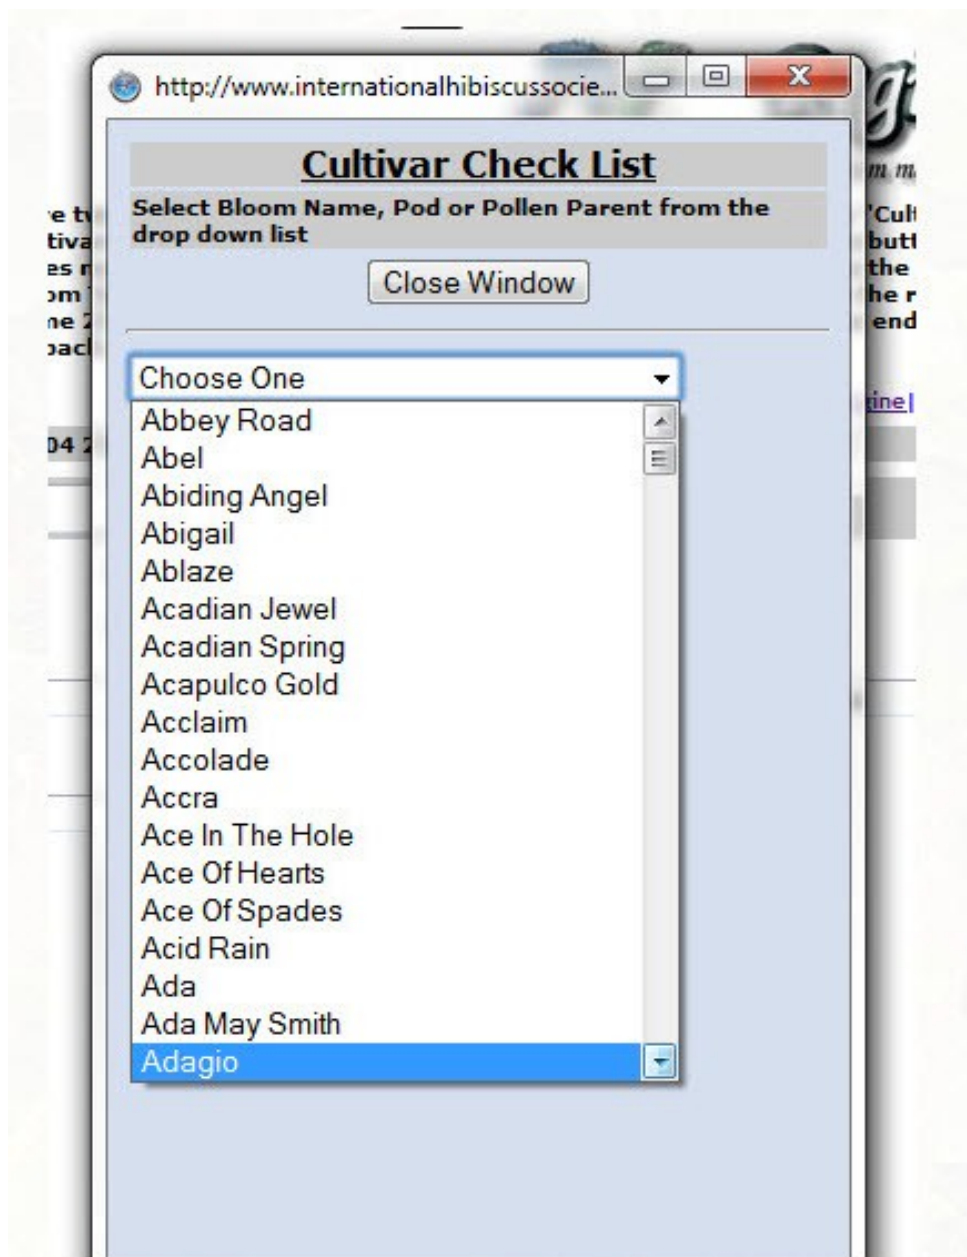 http://www.internationalhibiscussocie...
Cultivar Check List
Select Bloom Name, Pod or Pollen Parent from the
drop down list
Close Window
Choose One
Abbey Road
Abel
Abiding Angel
Abigail
Ablaze
Acadian Jewel
Acadian Spring
Acapulco Gold
Acclaim
Accolade
Accra
Ace In The Hole
Ace Of Hearts
Ace Of Spades
Acid Rain
Ada
Ada May Smith
Adagio
the
end